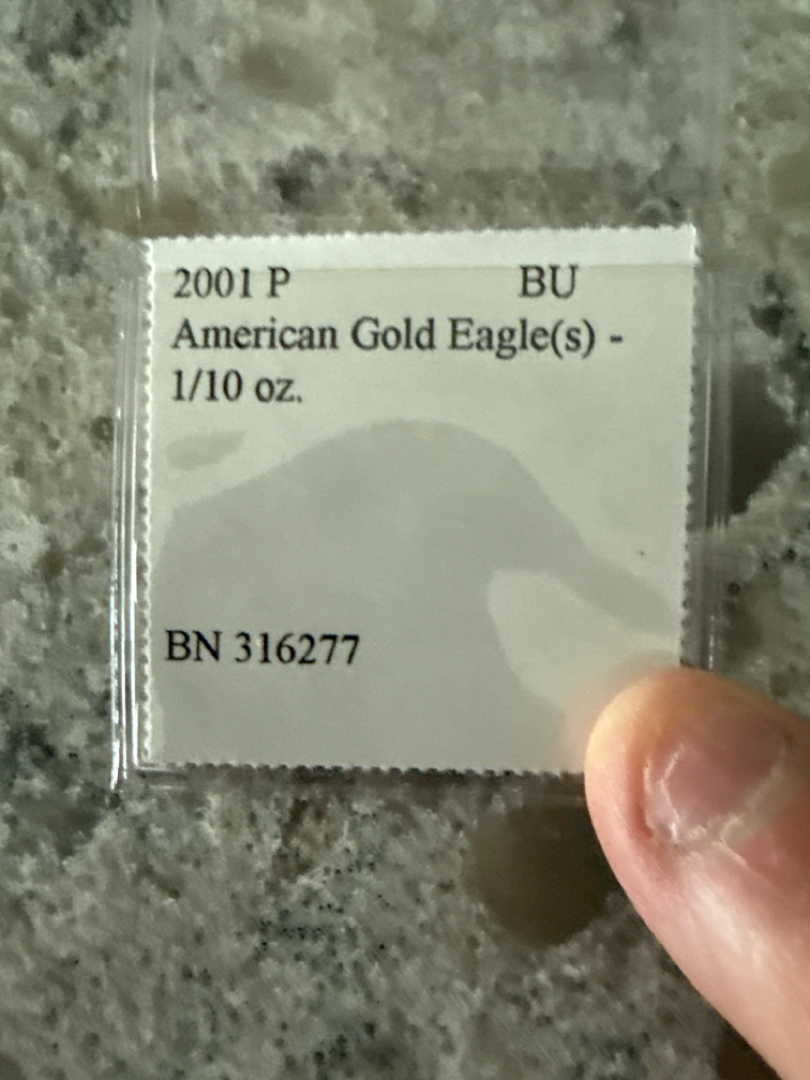 2001 P BU
American Gold Eagle(s) -
1/10 oz.
BN 316277